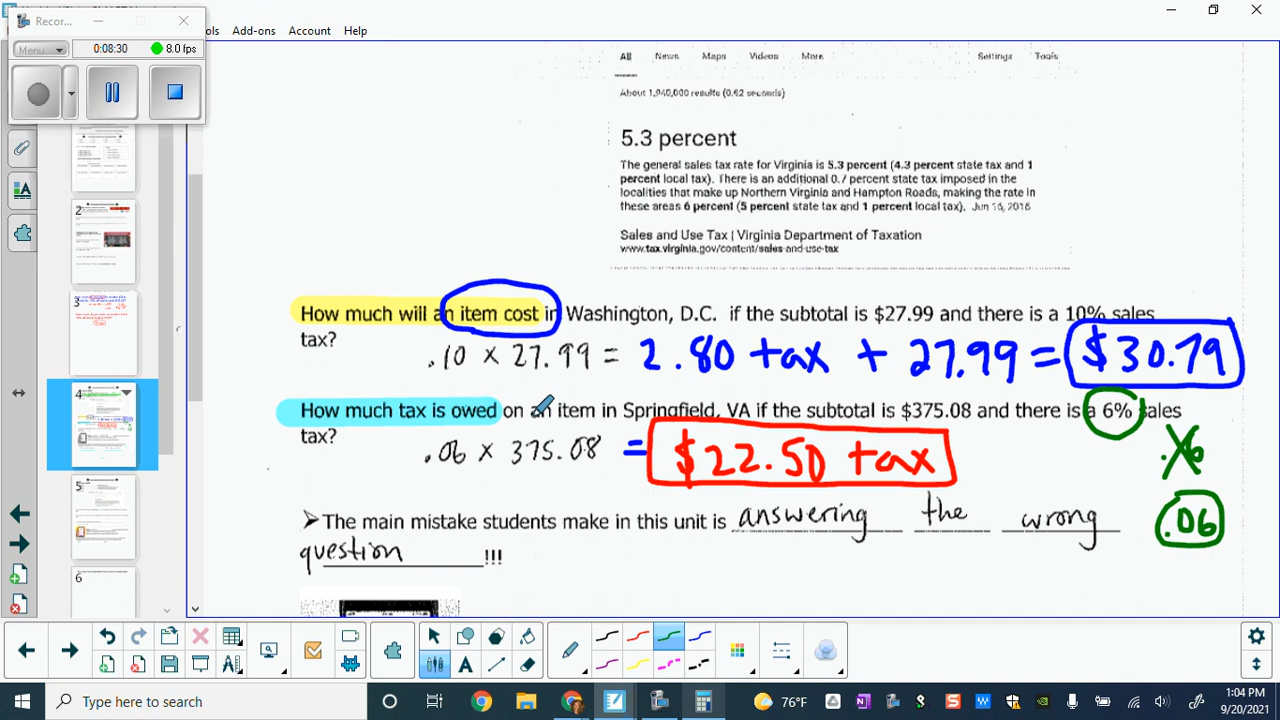 Recor...
Menu
0:08:30
8.0 fps
ols Add-ons Account Help
All News Maps Videos More Settings Tools
About 1,940,000 results (0.62 seconds)
5.3 percent
The general sales tax rate for Virginia is 5.3 percent (4.3 percent state tax and 1
percent local tax). There is an additional 0.7 percent state tax imposed in the
localities that make up Northern Virginia and Hampton Roads, making the rate in
these areas 6 percent (5 percent state tax and 1 percent local tax). Jun 16, 2016
Sales and Use Tax | Virginia Department of Taxation
www.tax.virginia.gov/content/sales-and-use-tax
How much will an item cost in Washington, D.C. if the subtotal is $27.99 and there is a 10% sales
tax?
.10 × 27.99 = 2.80 tax + 27.99 = $30.79
How much tax is owed on an item in Springfield, VA if the subtotal is $375.08 and there is a 6% sales
tax?
.06 × 375.08 = $22.50 tax
.06
➢The main mistake students make in this unit is answering the wrong
question !!!
2
3
4
5
6
Type here to search
76°F
1:04 PM
9/20/2021